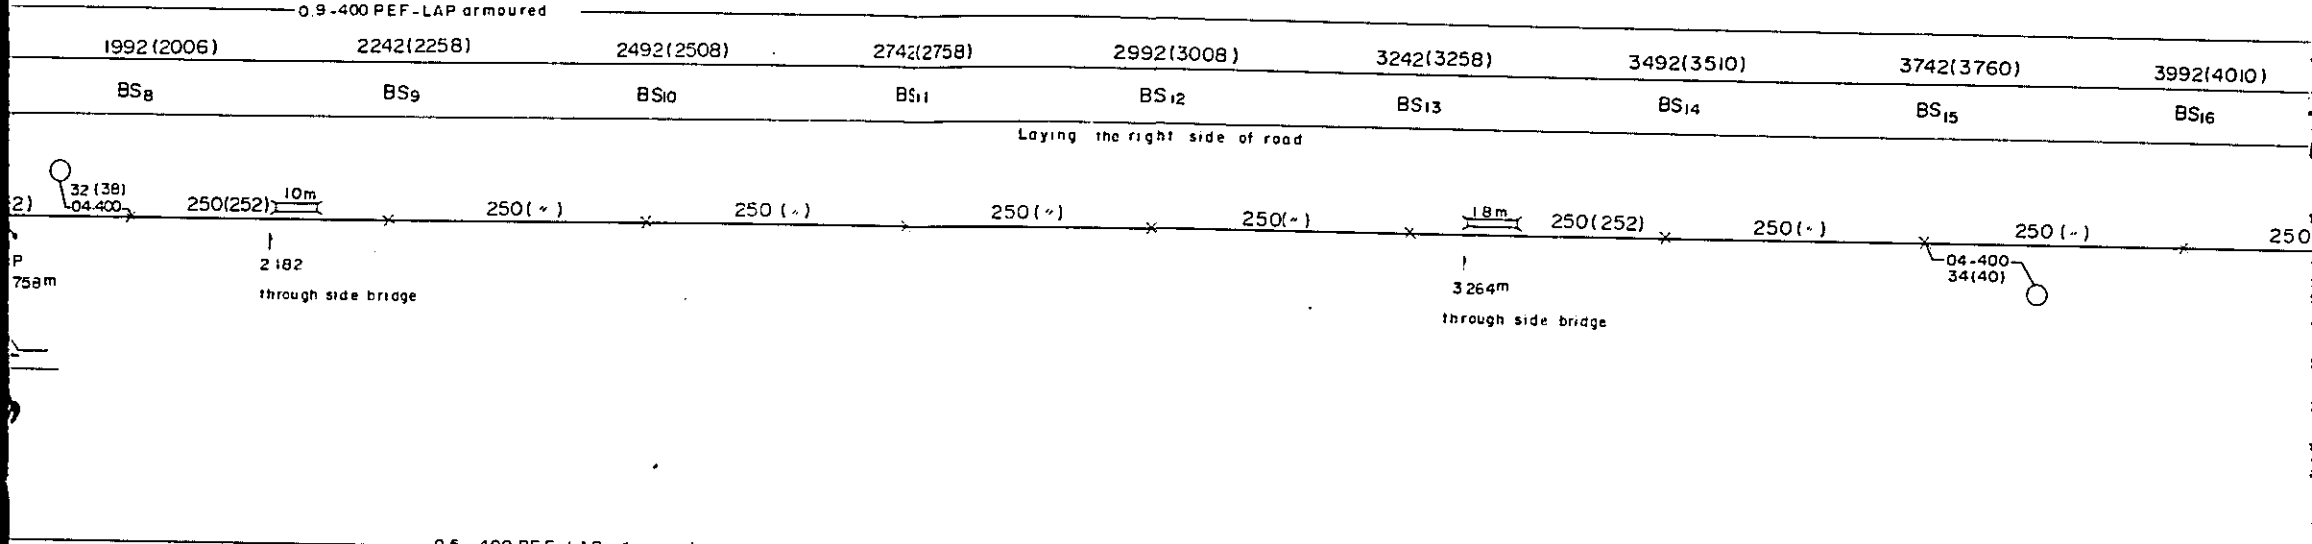 0.9-400 PEF-LAP armoured
1992(2006) 2242(2258) 2492(2508) 2742(2758) 2992(3008) 3242(3258) 3492(3510) 3742(3760) 3992(4010)
BS8 BS9 BS10 BS11 BS12 BS13 BS14 BS15 BS16
Laying the right side of road
32(38)
04-400
2) 250(252) 10m 250(〃) 250(〃) 250(〃) 250(〃) 18m 250(252) 250(〃) 250(〃) 250
P
758m
2182
through side bridge
3264m
through side bridge
04-400
34(40)